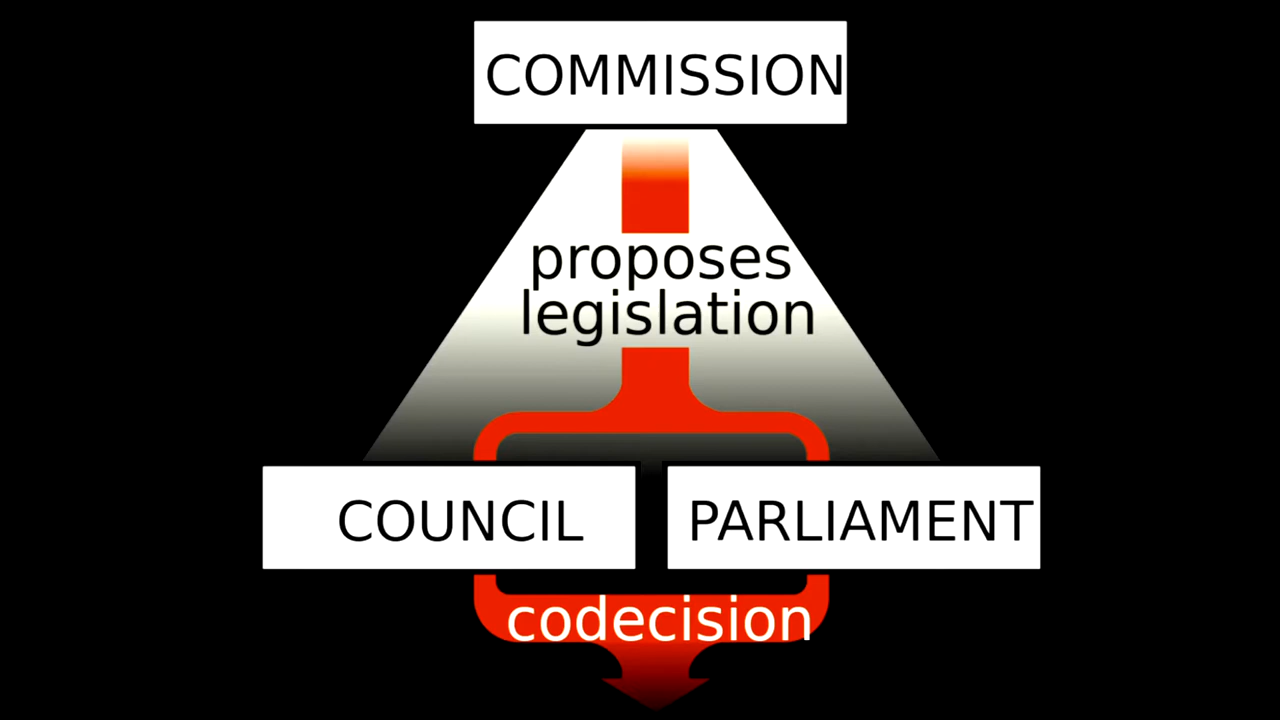 COMMISSION
proposes
legislation
COUNCIL
PARLIAMENT
codecision